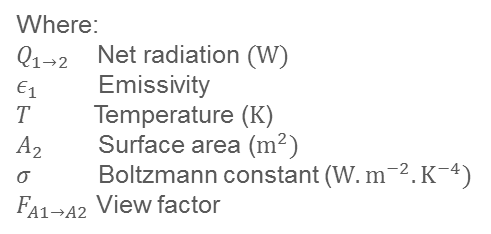 Where:
Q₁→₂ Net radiation (W)
ϵ₁ Emissivity
T Temperature (K)
A₂ Surface area (m²)
σ Boltzmann constant (W. m⁻². K⁻⁴)
F_A1→A2 View factor